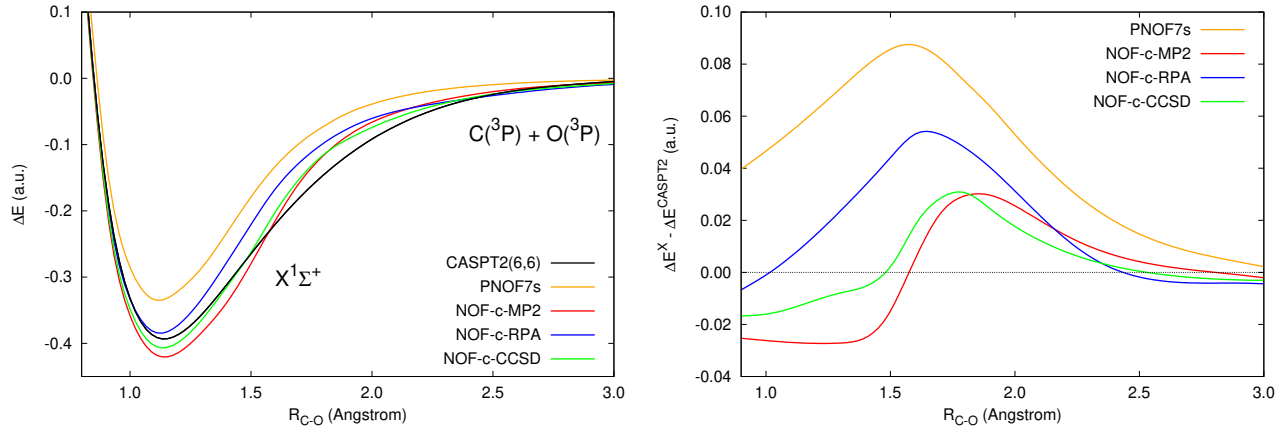 ΔE (a.u.)
0.0
-0.1
-0.2
-0.3
-0.4
1.0 1.5 2.0 2.5 3.0
R_C-O (Angstrom)
C(³P) + O(³P)
X¹Σ⁺
CASPT2(6,6)
PNOF7s
NOF-c-MP2
NOF-c-RPA
NOF-c-CCSD
ΔE^X - ΔE^CASPT2 (a.u.)
0.10
0.08
0.06
0.04
0.02
0.00
-0.02
-0.04
1.0 1.5 2.0 2.5 3.0
R_C-O (Angstrom)
PNOF7s
NOF-c-MP2
NOF-c-RPA
NOF-c-CCSD